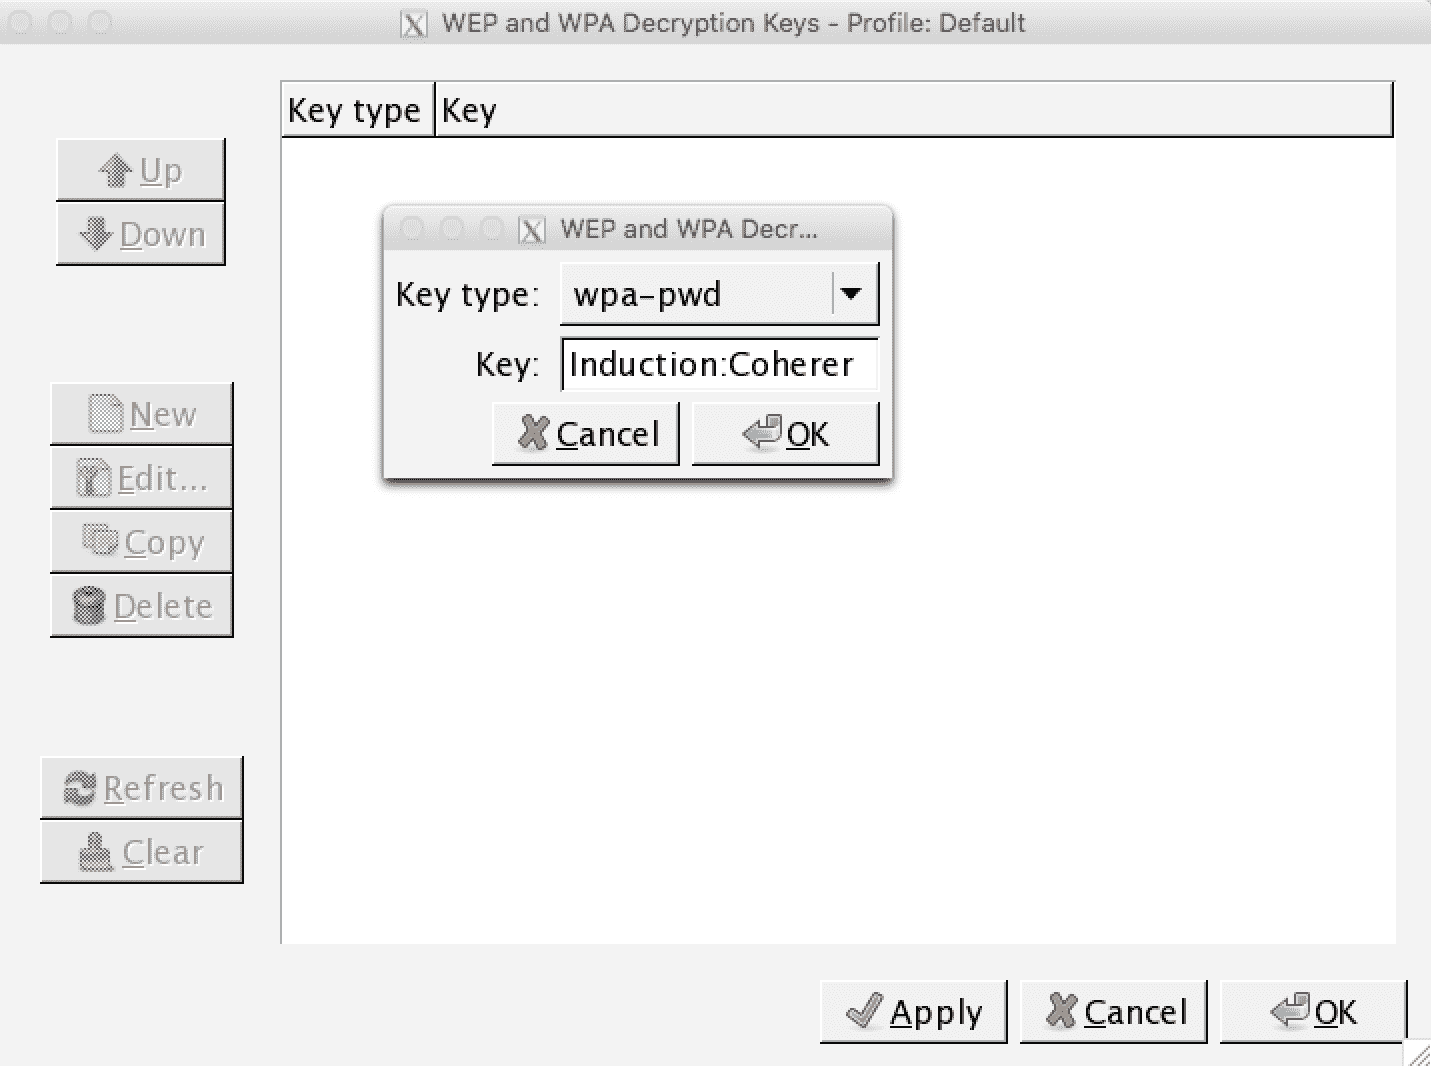 WEP and WPA Decryption Keys - Profile: Default
Key type Key
Up
Down
WEP and WPA Decr...
Key type: wpa-pwd
Key: Induction:Coherer
Cancel OK
New
Edit...
Copy
Delete
Refresh
Clear
Apply Cancel OK